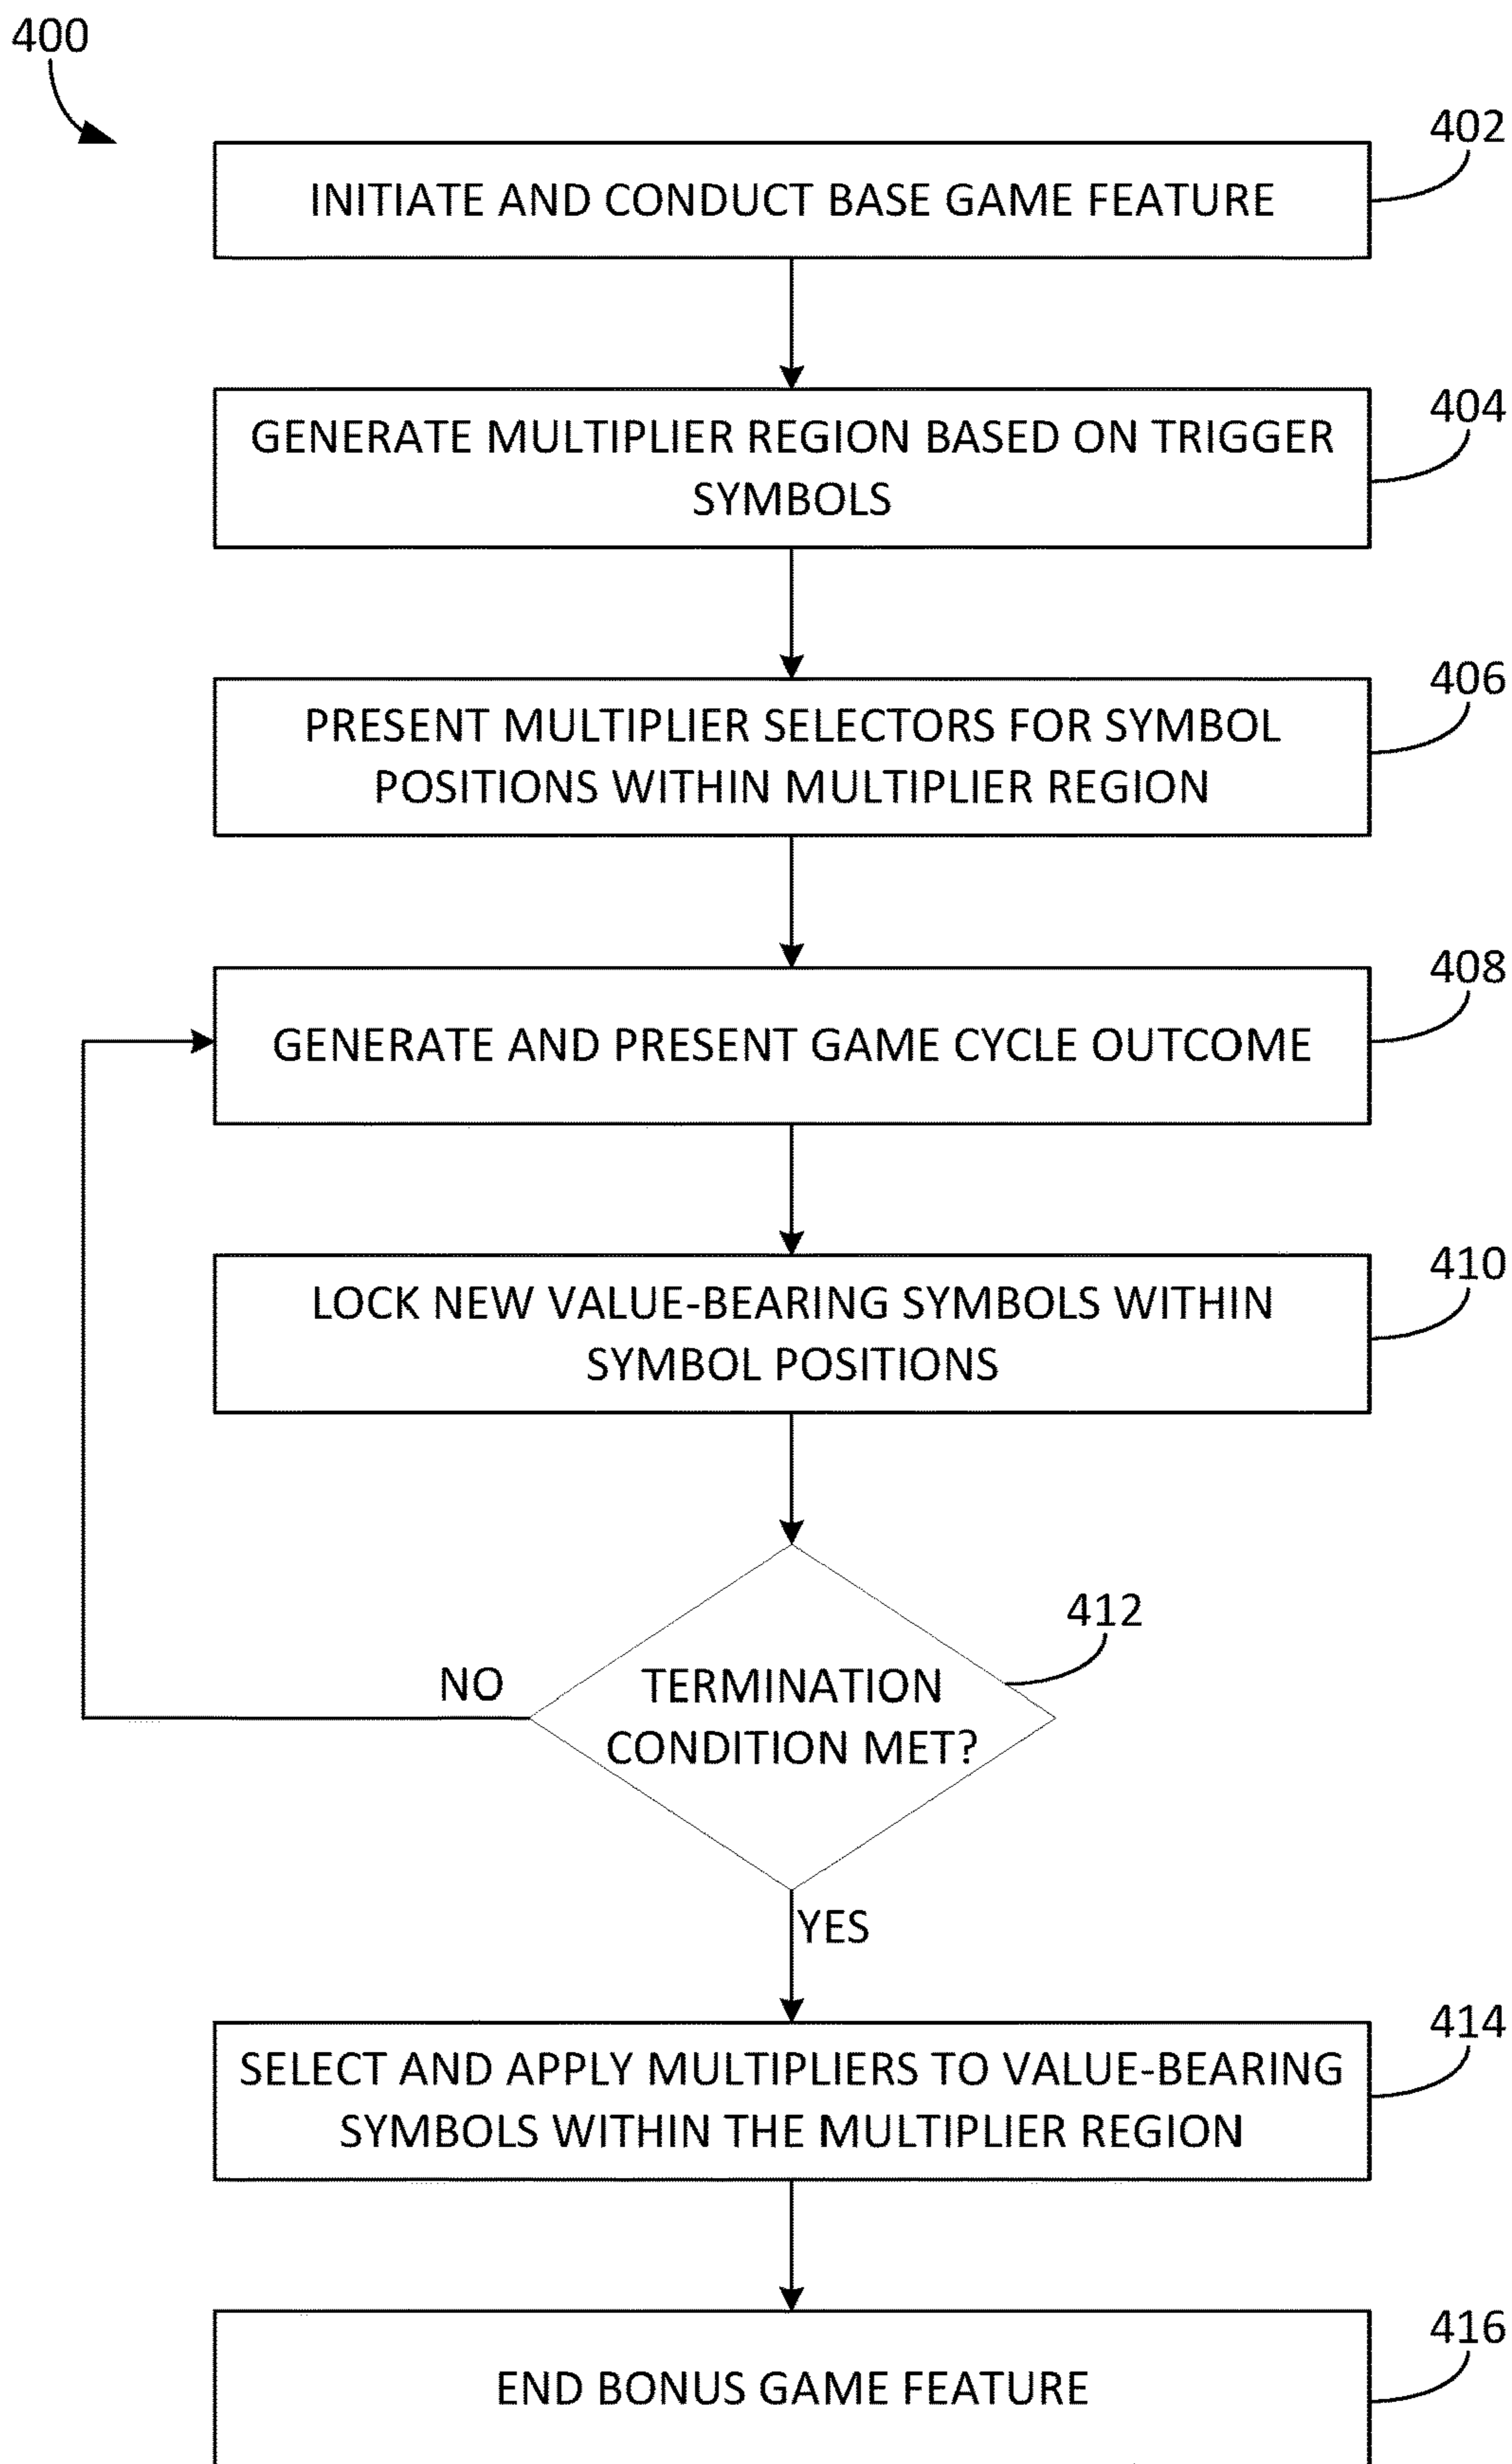 400
402
INITIATE AND CONDUCT BASE GAME FEATURE
404
GENERATE MULTIPLIER REGION BASED ON TRIGGER
SYMBOLS
406
PRESENT MULTIPLIER SELECTORS FOR SYMBOL
POSITIONS WITHIN MULTIPLIER REGION
408
GENERATE AND PRESENT GAME CYCLE OUTCOME
410
LOCK NEW VALUE-BEARING SYMBOLS WITHIN
SYMBOL POSITIONS
412
NO
TERMINATION
CONDITION MET?
YES
414
SELECT AND APPLY MULTIPLIERS TO VALUE-BEARING
SYMBOLS WITHIN THE MULTIPLIER REGION
416
END BONUS GAME FEATURE